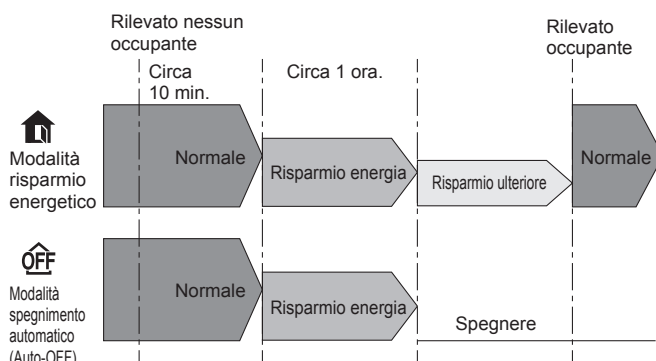 Rilevato nessun
occupante
Rilevato
occupante
Circa
10 min.
Circa 1 ora.
Modalità
risparmio
energetico
Normale
Risparmio energia
Risparmio ulteriore
Normale
OFF
Modalità
spegnimento
automatico
(Auto-OFF)
Normale
Risparmio energia
Spegnere